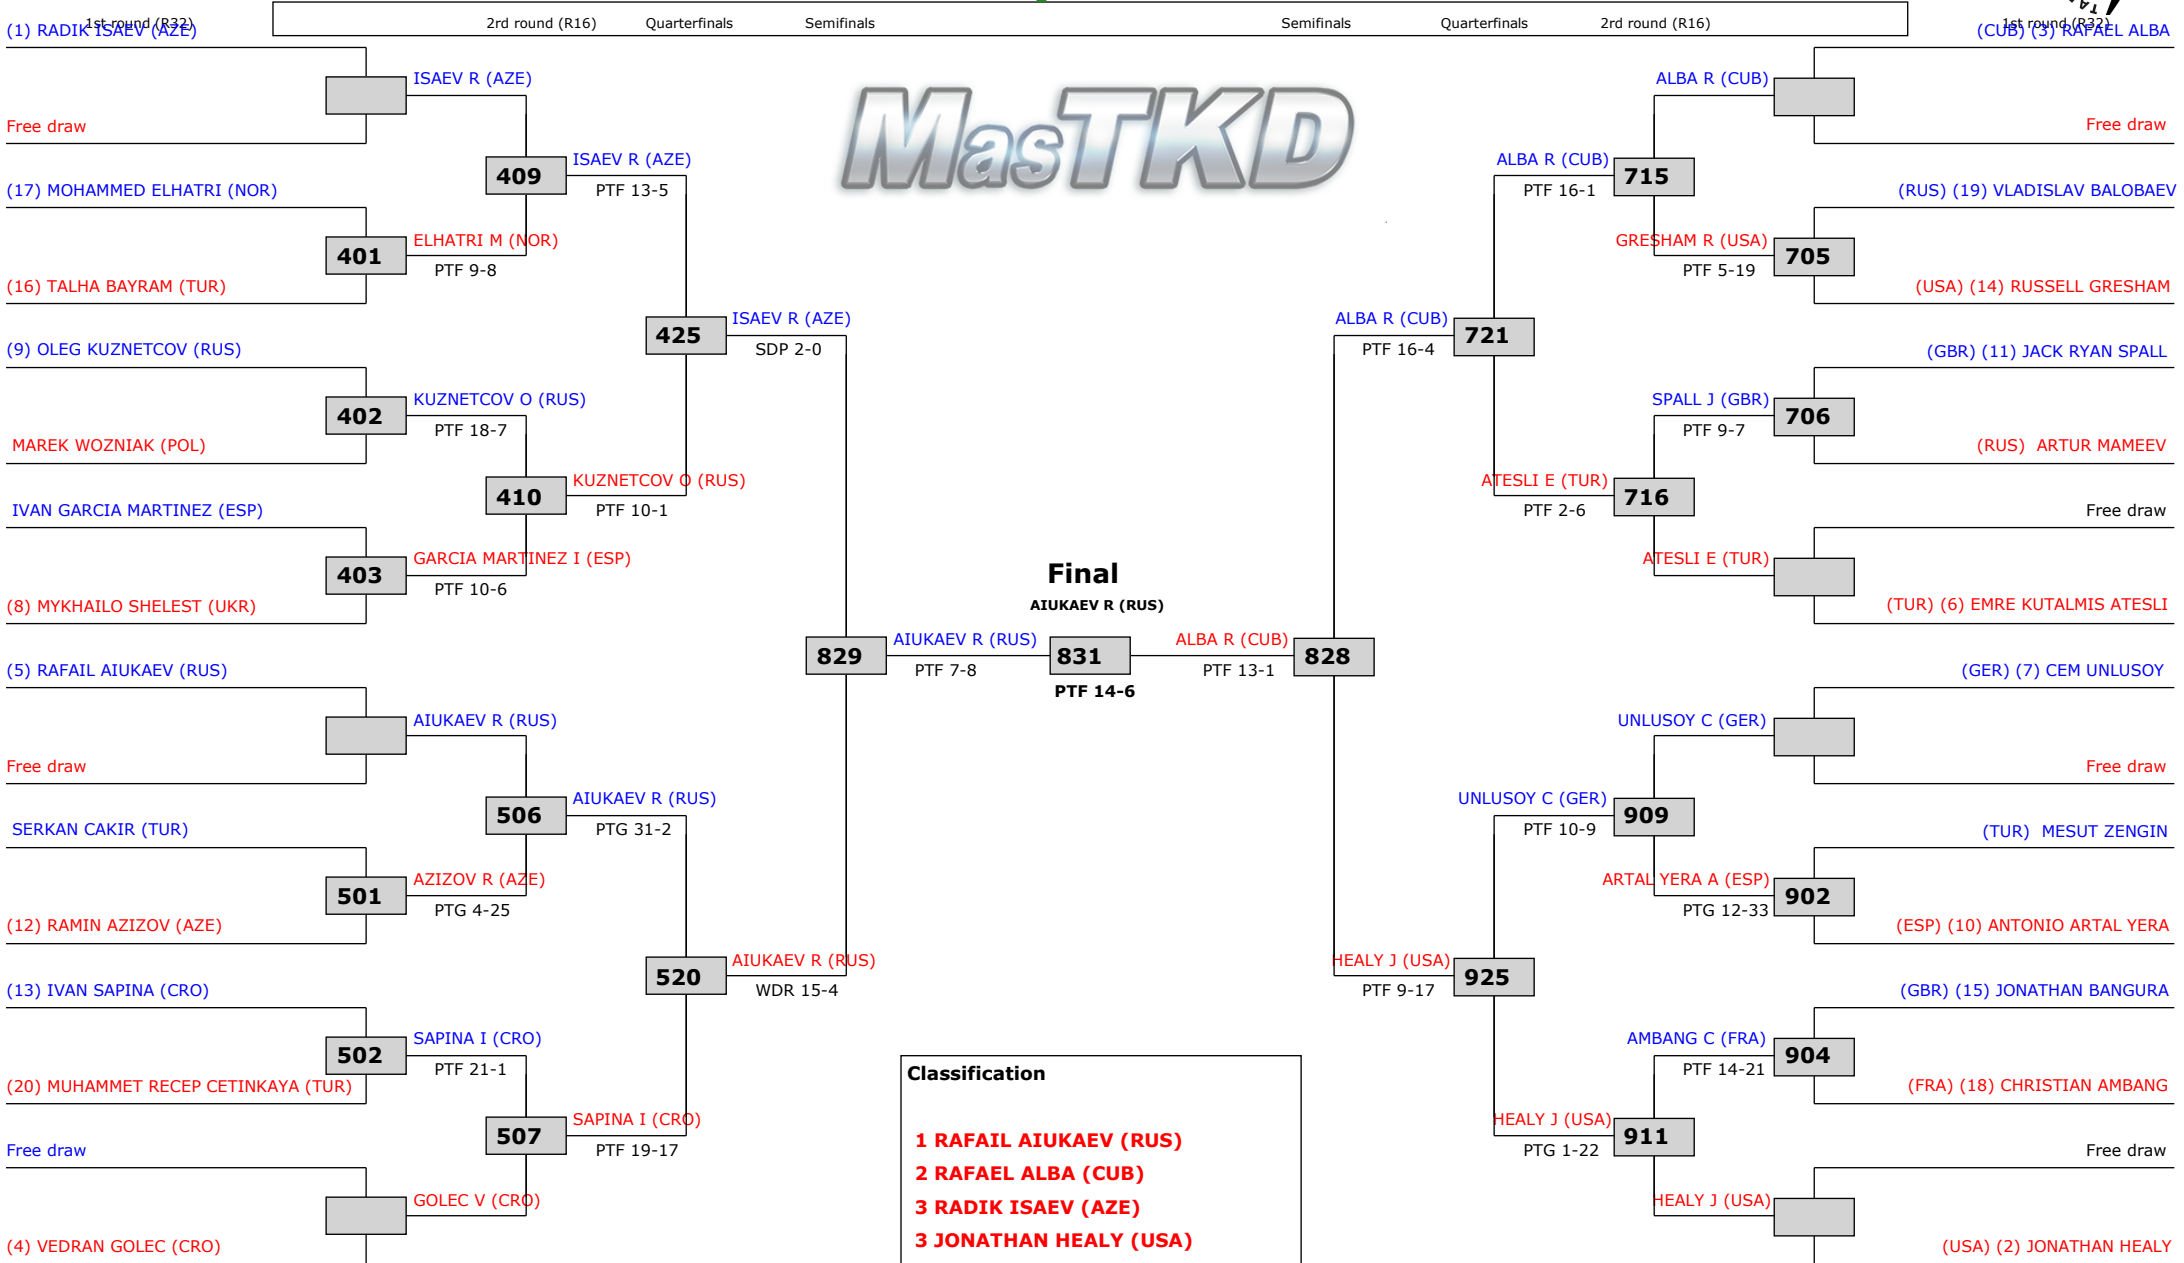 1st round (R32)
2rd round (R16)
Quarterfinals
Semifinals
Semifinals
Quarterfinals
2rd round (R16)
1st round (R32)
MasTKD
(1) RADIK ISAEV (AZE)
Free draw
(17) MOHAMMED ELHATRI (NOR)
(16) TALHA BAYRAM (TUR)
(9) OLEG KUZNETCOV (RUS)
MAREK WOZNIAK (POL)
IVAN GARCIA MARTINEZ (ESP)
(8) MYKHAILO SHELEST (UKR)
(5) RAFAIL AIUKAEV (RUS)
Free draw
SERKAN CAKIR (TUR)
(12) RAMIN AZIZOV (AZE)
(13) IVAN SAPINA (CRO)
(20) MUHAMMET RECEP CETINKAYA (TUR)
Free draw
(4) VEDRAN GOLEC (CRO)
ISAEV R (AZE)
401
ELHATRI M (NOR)
PTF 9-8
402
KUZNETCOV O (RUS)
PTF 18-7
403
GARCIA MARTINEZ I (ESP)
PTF 10-6
AIUKAEV R (RUS)
501
AZIZOV R (AZE)
PTG 4-25
502
SAPINA I (CRO)
PTF 21-1
GOLEC V (CRO)
409
ISAEV R (AZE)
PTF 13-5
410
KUZNETCOV O (RUS)
PTF 10-1
506
AIUKAEV R (RUS)
PTG 31-2
507
SAPINA I (CRO)
PTF 19-17
425
ISAEV R (AZE)
SDP 2-0
520
AIUKAEV R (RUS)
WDR 15-4
829
AIUKAEV R (RUS)
PTF 7-8
Final
AIUKAEV R (RUS)
831
PTF 14-6
ALBA R (CUB)
PTF 13-1
828
ALBA R (CUB)
PTF 16-4
721
HEALY J (USA)
PTF 9-17
925
ALBA R (CUB)
PTF 16-1
715
ATESLI E (TUR)
PTF 2-6
716
UNLUSOY C (GER)
PTF 10-9
909
HEALY J (USA)
PTG 1-22
911
ALBA R (CUB)
GRESHAM R (USA)
PTF 5-19
705
SPALL J (GBR)
PTF 9-7
706
ATESLI E (TUR)
UNLUSOY C (GER)
ARTAL YERA A (ESP)
PTG 12-33
902
AMBANG C (FRA)
PTF 14-21
904
HEALY J (USA)
(CUB) (3) RAFAEL ALBA
Free draw
(RUS) (19) VLADISLAV BALOBAEV
(USA) (14) RUSSELL GRESHAM
(GBR) (11) JACK RYAN SPALL
(RUS) ARTUR MAMEEV
Free draw
(TUR) (6) EMRE KUTALMIS ATESLI
(GER) (7) CEM UNLUSOY
Free draw
(TUR) MESUT ZENGIN
(ESP) (10) ANTONIO ARTAL YERA
(GBR) (15) JONATHAN BANGURA
(FRA) (18) CHRISTIAN AMBANG
Free draw
(USA) (2) JONATHAN HEALY
Classification
1 RAFAIL AIUKAEV (RUS)
2 RAFAEL ALBA (CUB)
3 RADIK ISAEV (AZE)
3 JONATHAN HEALY (USA)